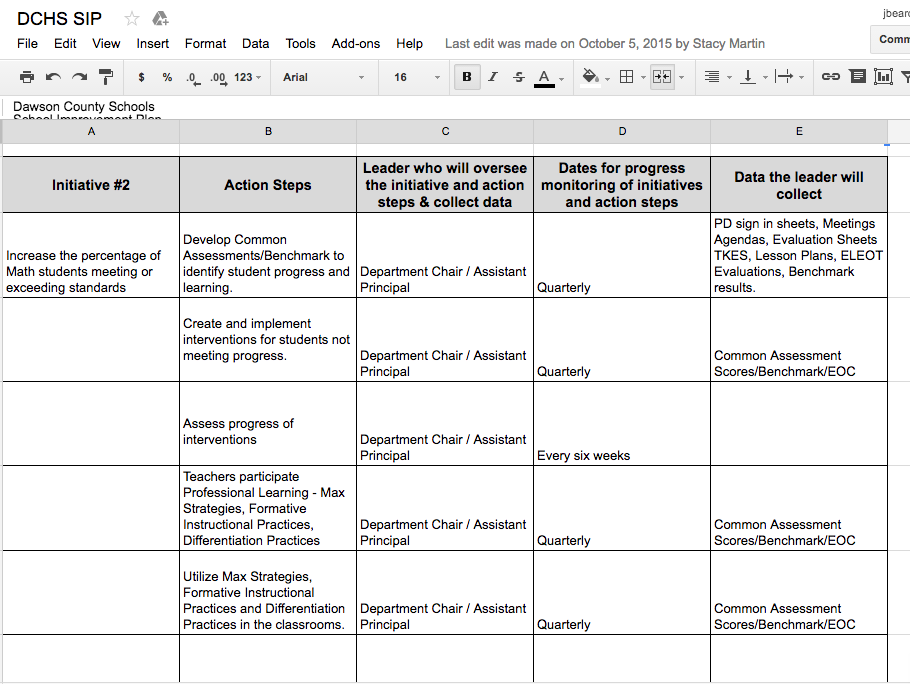 DCHS SIP
jbearc
File Edit View Insert Format Data Tools Add-ons Help Last edit was made on October 5, 2015 by Stacy Martin
Comm
$ % .0 .00 123 Arial 16 B I S A
Dawson County Schools
School Improvement Plan
A B C D E
Initiative #2
Action Steps
Leader who will oversee
the initiative and action
steps & collect data
Dates for progress
monitoring of initiatives
and action steps
Data the leader will
collect
Increase the percentage of
Math students meeting or
exceeding standards
Develop Common
Assessments/Benchmark to
identify student progress and
learning.
Department Chair / Assistant
Principal
Quarterly
PD sign in sheets, Meetings
Agendas, Evaluation Sheets
TKES, Lesson Plans, ELEOT
Evaluations, Benchmark
results.
Create and implement
interventions for students not
meeting progress.
Department Chair / Assistant
Principal
Quarterly
Common Assessment
Scores/Benchmark/EOC
Assess progress of
interventions
Department Chair / Assistant
Principal
Every six weeks
Teachers participate
Professional Learning - Max
Strategies, Formative
Instructional Practices,
Differentiation Practices
Department Chair / Assistant
Principal
Quarterly
Common Assessment
Scores/Benchmark/EOC
Utilize Max Strategies,
Formative Instructional
Practices and Differentiation
Practices in the classrooms.
Department Chair / Assistant
Principal
Quarterly
Common Assessment
Scores/Benchmark/EOC